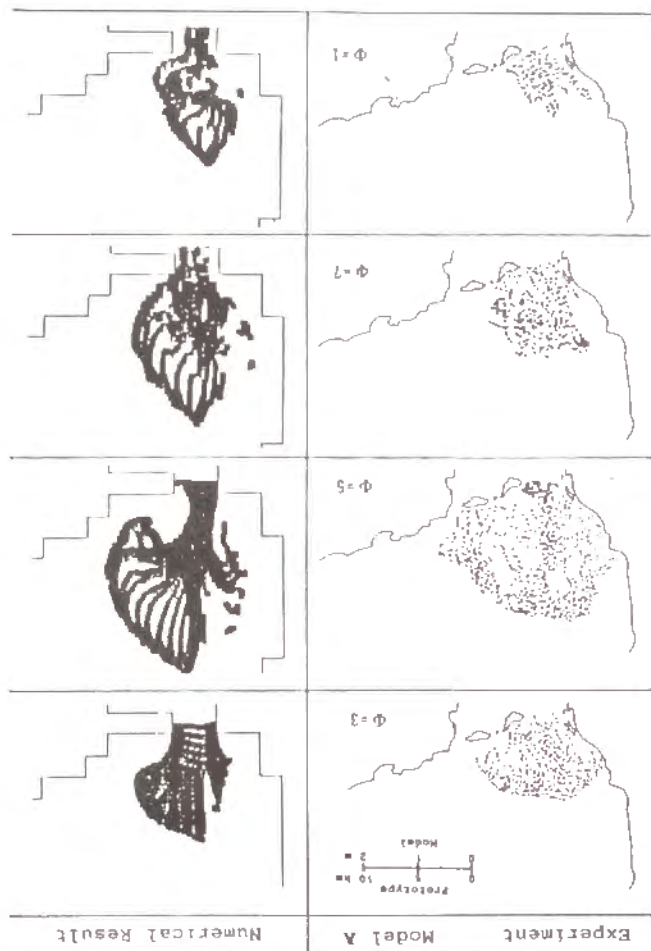 Experiment Model A Numerical Result
Prototype
0 10 km
0 2 m
Model
Φ=3
Φ=5
Φ=7
Φ=1